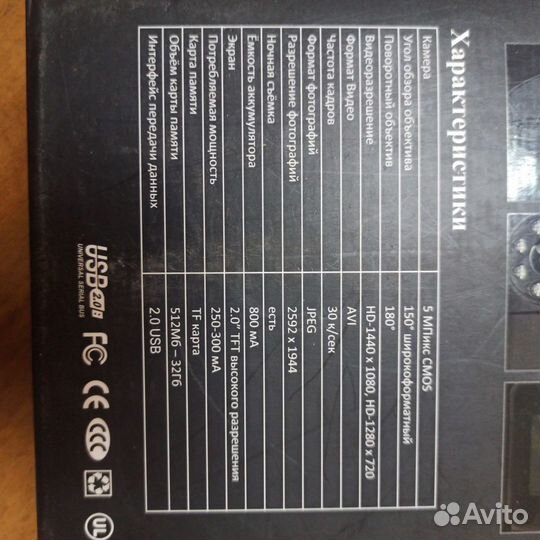 Характеристики
Камера 5 МПикс CMOS
Угол обзора объектива 150° широкоформатный
Поворотный объектив 180°
Видеоразрешение HD-1440 x 1080, HD-1280 x 720
Формат Видео AVI
Частота кадров 30 к/сек
Формат фотографий JPEG
Разрешение фотографий 2592 x 1944
Ночная съёмка есть
Ёмкость аккумулятора 800 мА
Экран 2.0" TFT высокого разрешения
Потребляемая мощность 250-300 мА
Карта памяти TF карта
Объём карты памяти 512Мб – 32Гб
Интерфейс передачи данных 2.0 USB
USB 2.0 B
UNIVERSAL SERIAL BUS
FC CE CCC UL
Avito